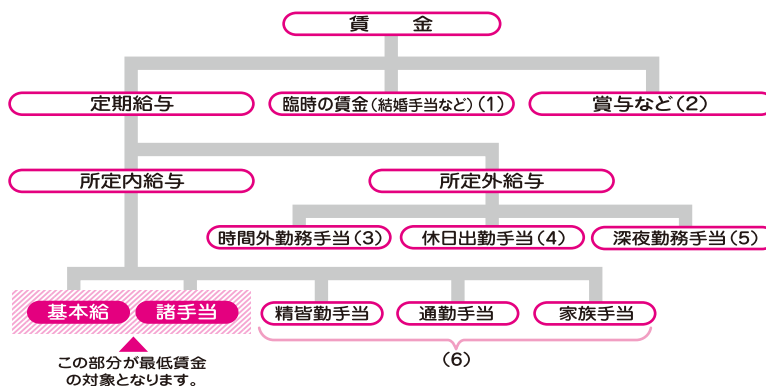 賃　金
定期給与
臨時の賃金(結婚手当など)(1)
賞与など(2)
所定内給与
所定外給与
時間外勤務手当(3)
休日出勤手当(4)
深夜勤務手当(5)
基本給
諸手当
精皆勤手当
通勤手当
家族手当
(6)
この部分が最低賃金
の対象となります。